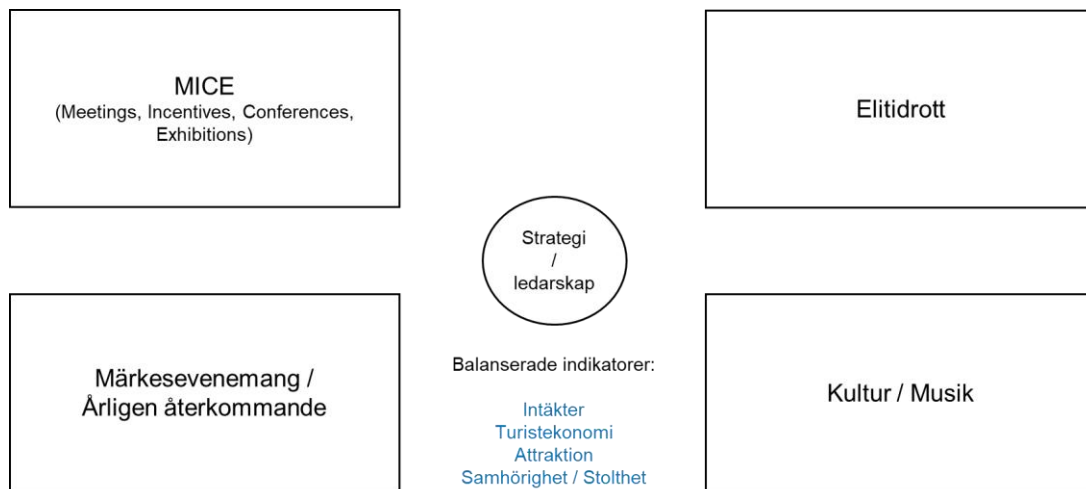 MICE
(Meetings, Incentives, Conferences,
Exhibitions)
Elitidrott
Strategi
/
ledarskap
Märkesevenemang /
Årligen återkommande
Balanserade indikatorer:
Intäkter
Turistekonomi
Attraktion
Samhörighet / Stolthet
Kultur / Musik